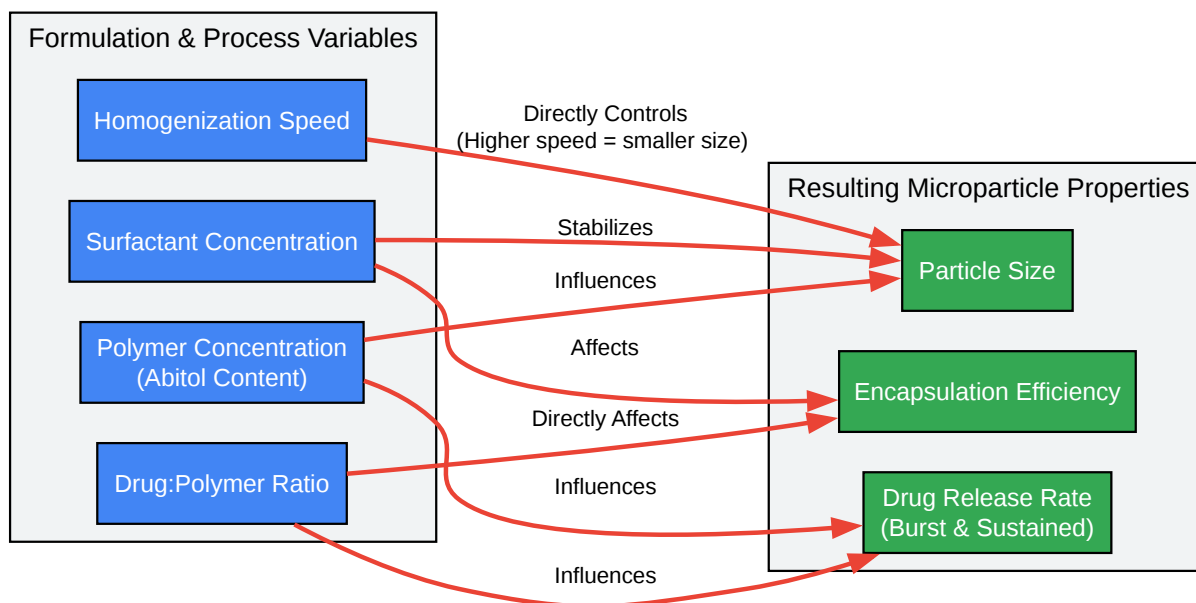 Formulation & Process Variables
Homogenization Speed
Surfactant Concentration
Polymer Concentration
(Abitol Content)
Drug:Polymer Ratio
Directly Controls
(Higher speed = smaller size)
Stabilizes
Influences
Affects
Directly Affects
Influences
Influences
Resulting Microparticle Properties
Particle Size
Encapsulation Efficiency
Drug Release Rate
(Burst & Sustained)